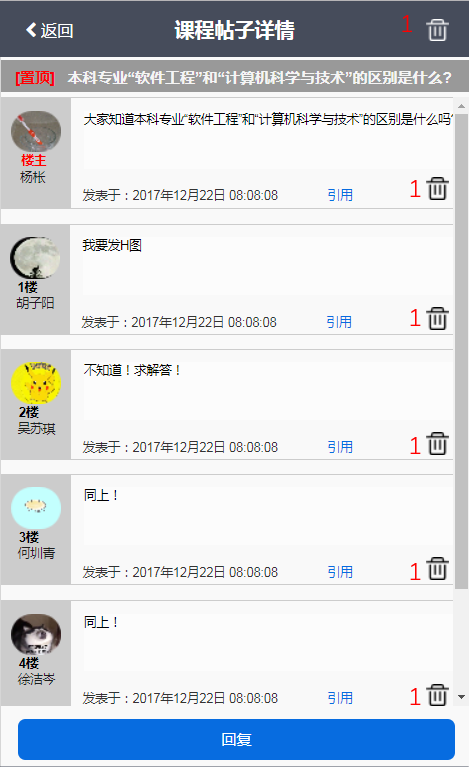 返回 课程帖子详情 1
[置顶] 本科专业“软件工程”和“计算机科学与技术”的区别是什么？
大家知道本科专业“软件工程”和“计算机科学与技术”的区别是什么吗?
楼主
杨枨
发表于：2017年12月22日 08:08:08 引用 1
我要发H图
1楼
胡子阳
发表于：2017年12月22日 08:08:08 引用 1
不知道！求解答！
2楼
吴苏琪
发表于：2017年12月22日 08:08:08 引用 1
同上！
3楼
何圳青
发表于：2017年12月22日 08:08:08 引用 1
同上！
4楼
徐洁岑
发表于：2017年12月22日 08:08:08 引用 1
回复